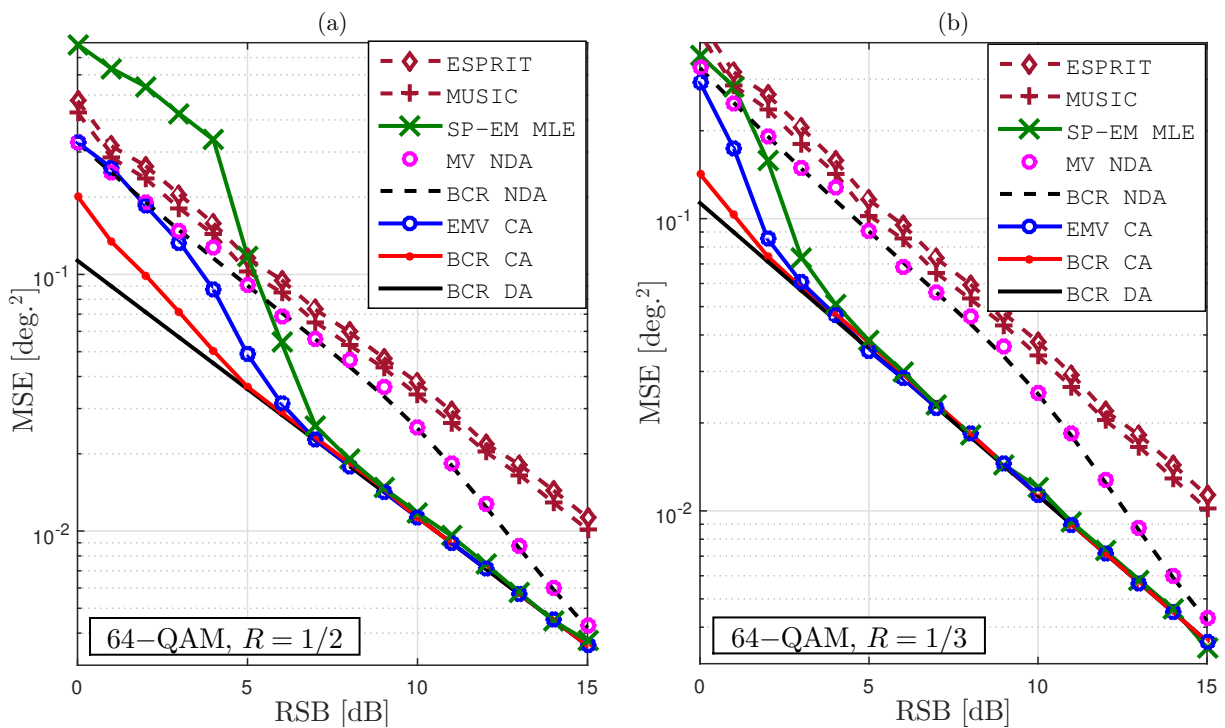 (a)
MSE [deg.²]
10⁻¹
10⁻²
ESPRIT
MUSIC
SP-EM MLE
MV NDA
BCR NDA
EMV CA
BCR CA
BCR DA
64−QAM, R = 1/2
0 5 10 15
RSB [dB]
(b)
MSE [deg.²]
10⁻¹
10⁻²
ESPRIT
MUSIC
SP-EM MLE
MV NDA
BCR NDA
EMV CA
BCR CA
BCR DA
64−QAM, R = 1/3
0 5 10 15
RSB [dB]